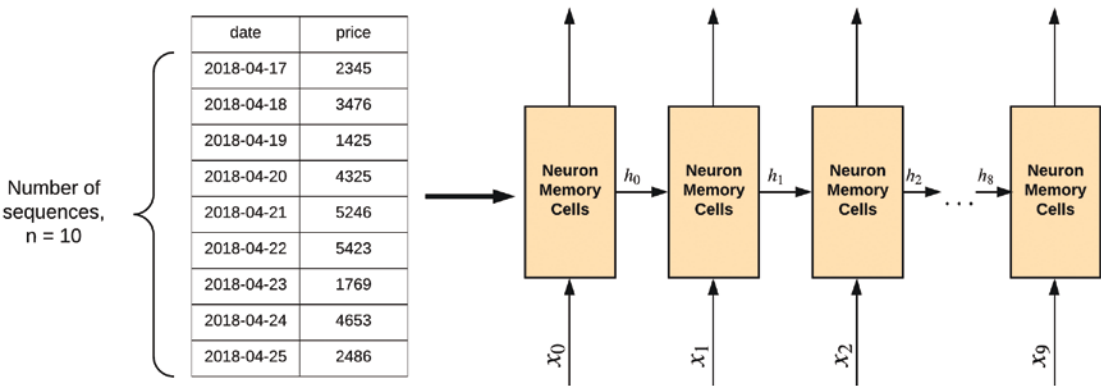 Number of
sequences,
n = 10
date price
2018-04-17 2345
2018-04-18 3476
2018-04-19 1425
2018-04-20 4325
2018-04-21 5246
2018-04-22 5423
2018-04-23 1769
2018-04-24 4653
2018-04-25 2486
Neuron
Memory
Cells
h0
Neuron
Memory
Cells
h1
Neuron
Memory
Cells
h2
...
h8
Neuron
Memory
Cells
x0
x1
x2
x9